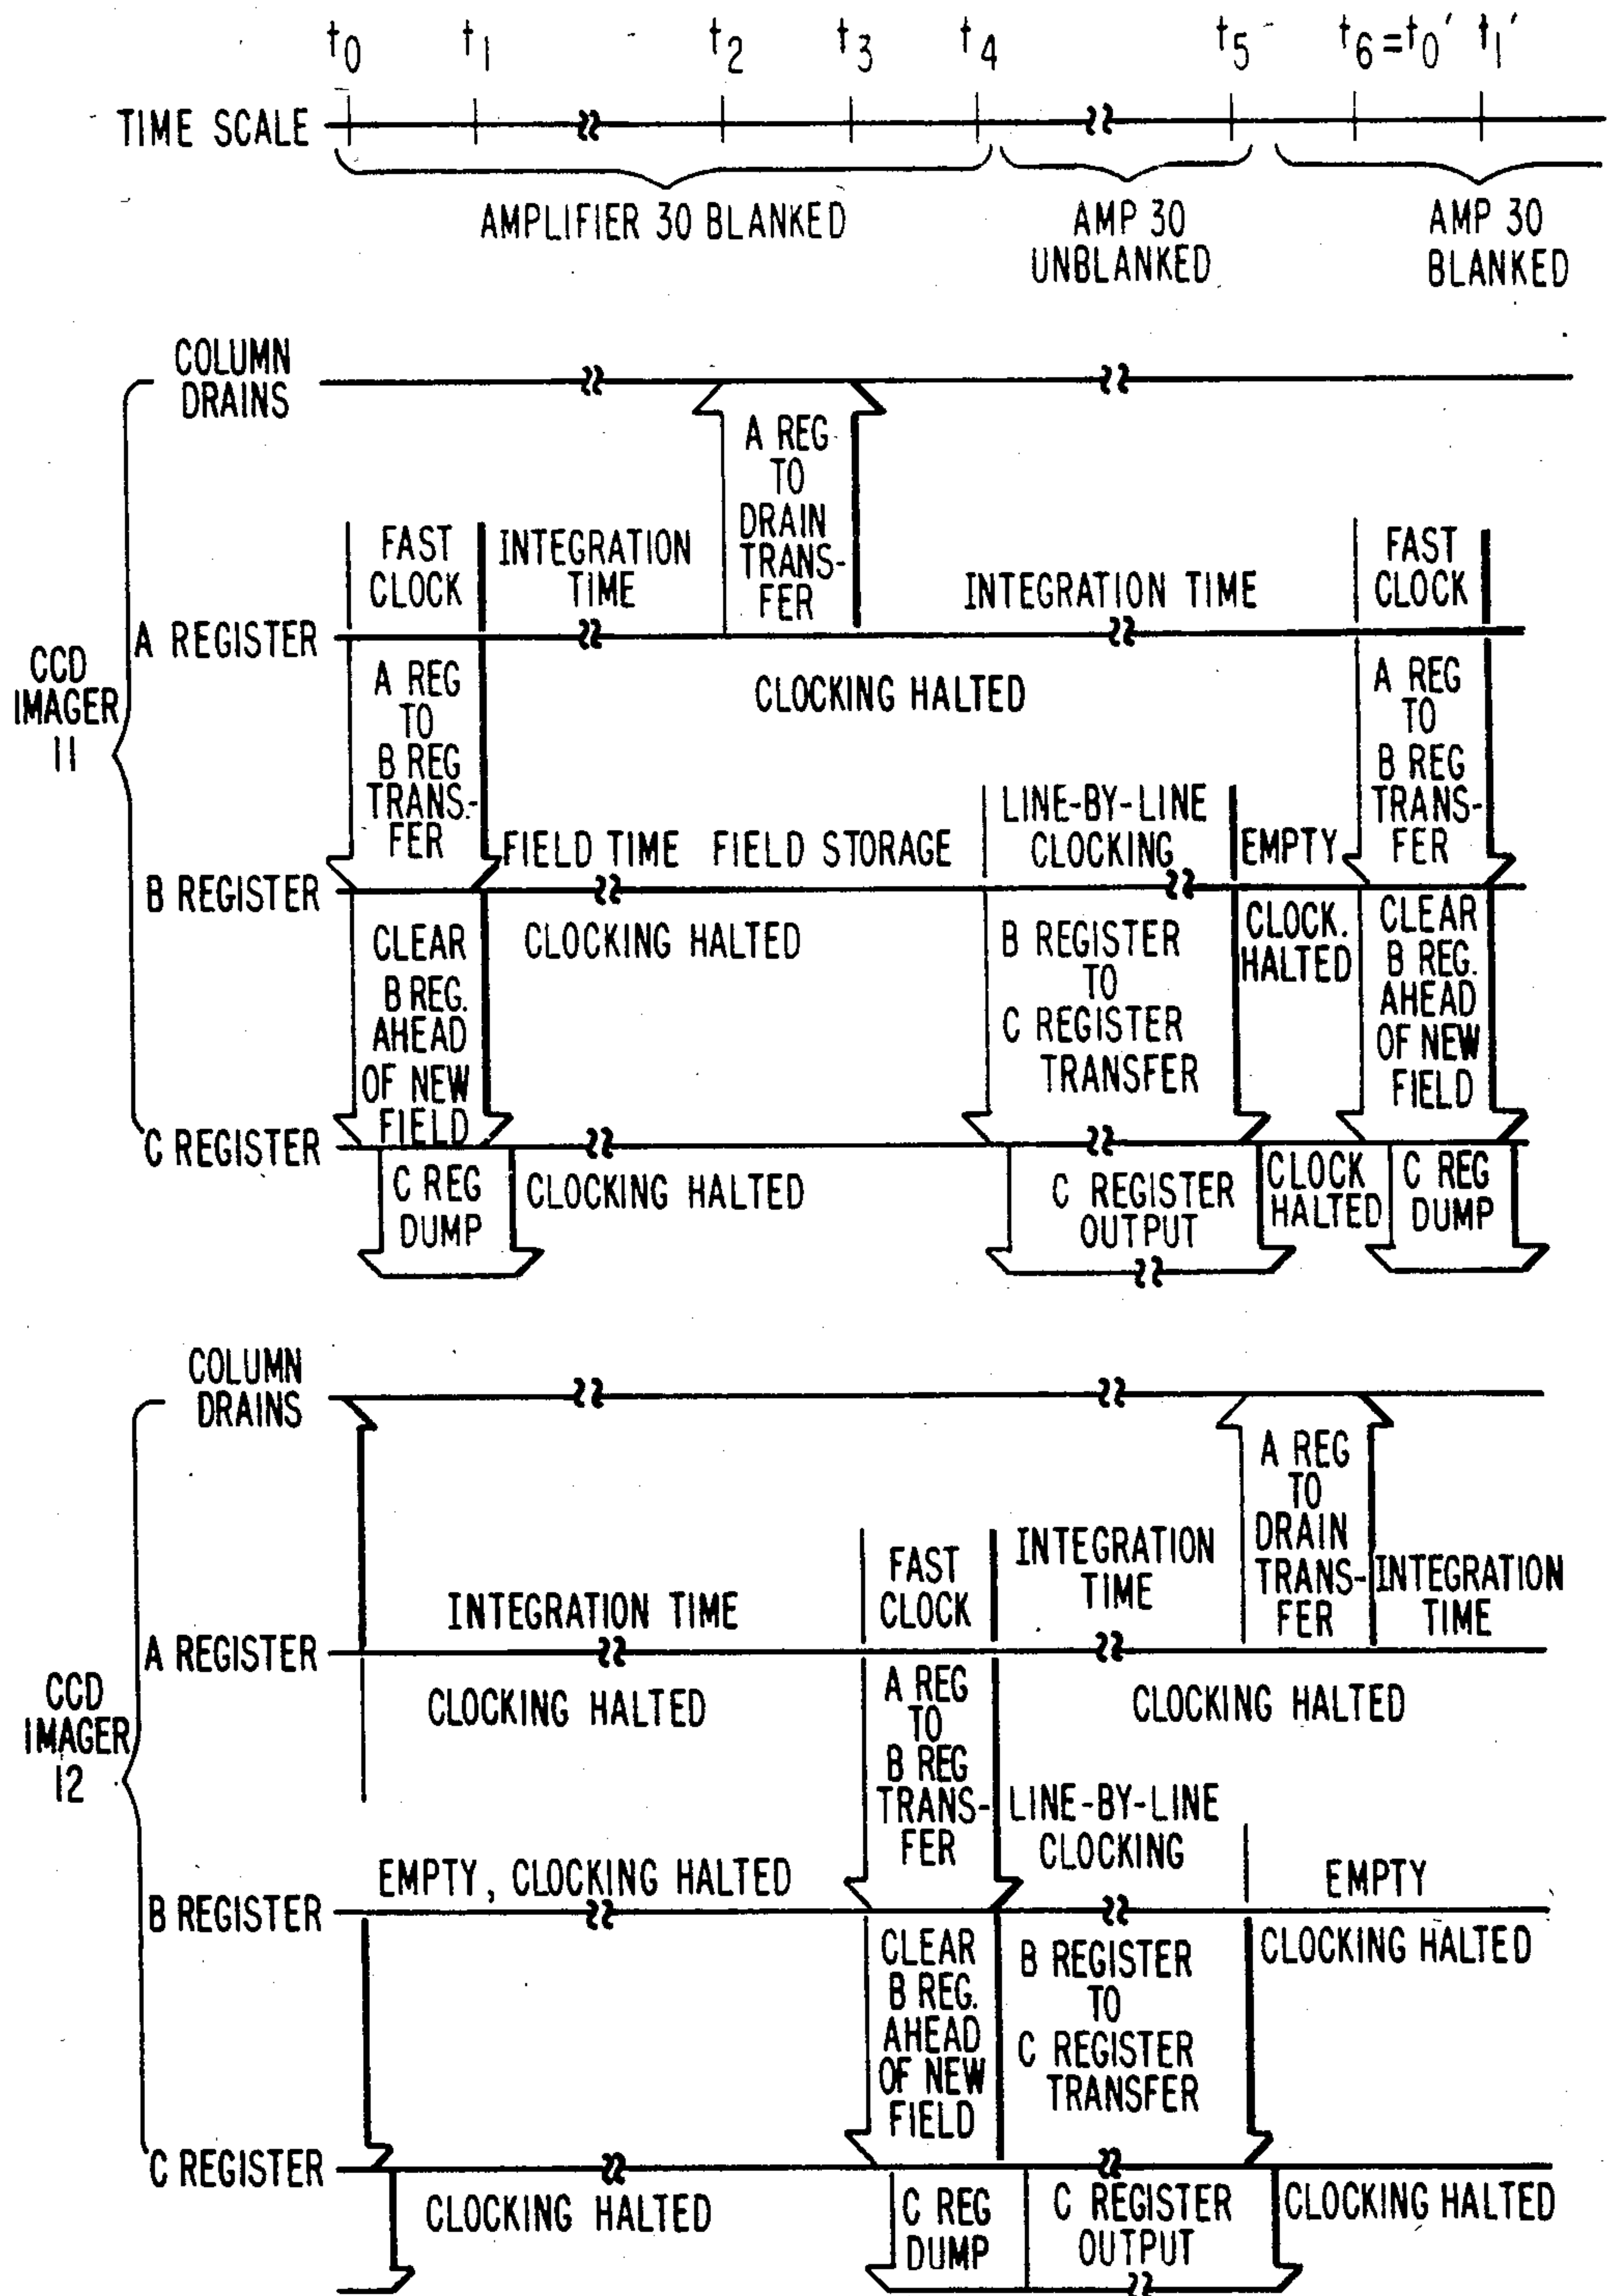 t0 t1 t2 t3 t4 t5 t6=t0' t1'
TIME SCALE
AMPLIFIER 30 BLANKED
AMP 30
UNBLANKED
AMP 30
BLANKED
CCD
IMAGER
11
COLUMN
DRAINS
A REG
TO
DRAIN
TRANS-
FER
FAST
CLOCK
INTEGRATION
TIME
INTEGRATION TIME
FAST
CLOCK
A REGISTER
A REG
TO
B REG
TRANS-
FER
CLOCKING HALTED
A REG
TO
B REG
TRANS-
FER
FIELD TIME FIELD STORAGE
LINE-BY-LINE
CLOCKING
EMPTY
B REGISTER
CLEAR
B REG.
AHEAD
OF NEW
FIELD
CLOCKING HALTED
B REGISTER
TO
C REGISTER
TRANSFER
CLOCK.
HALTED
CLEAR
B REG.
AHEAD
OF NEW
FIELD
C REGISTER
C REG
DUMP
CLOCKING HALTED
C REGISTER
OUTPUT
CLOCK
HALTED
C REG
DUMP
CCD
IMAGER
12
COLUMN
DRAINS
A REG
TO
DRAIN
TRANS-
FER
INTEGRATION TIME
FAST
CLOCK
INTEGRATION
TIME
INTEGRATION
TIME
A REGISTER
CLOCKING HALTED
A REG
TO
B REG
TRANS-
FER
CLOCKING HALTED
EMPTY, CLOCKING HALTED
LINE-BY-LINE
CLOCKING
EMPTY
B REGISTER
CLEAR
B REG.
AHEAD
OF NEW
FIELD
B REGISTER
TO
C REGISTER
TRANSFER
CLOCKING HALTED
C REGISTER
CLOCKING HALTED
C REG
DUMP
C REGISTER
OUTPUT
CLOCKING HALTED